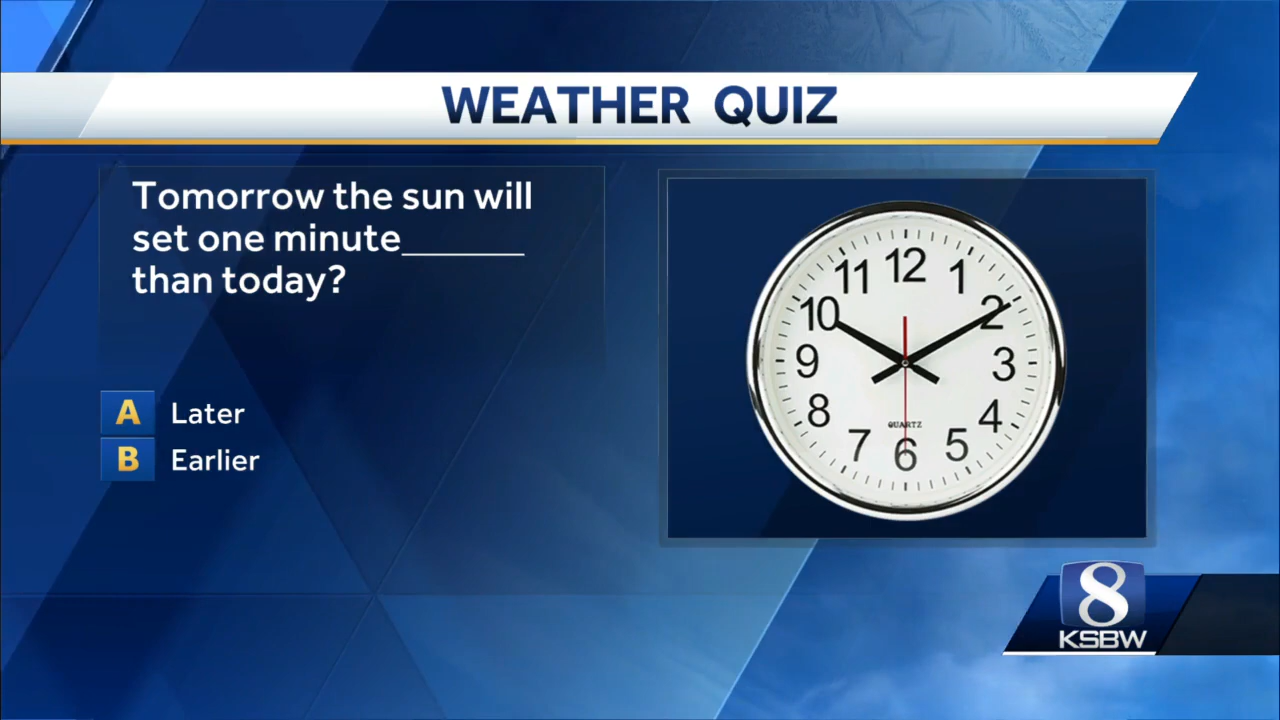 WEATHER QUIZ
Tomorrow the sun will
set one minute______
than today?
A Later
B Earlier
12
11 1
10 2
9 3
8 4
QUARTZ
7 5
6
8
KSBW